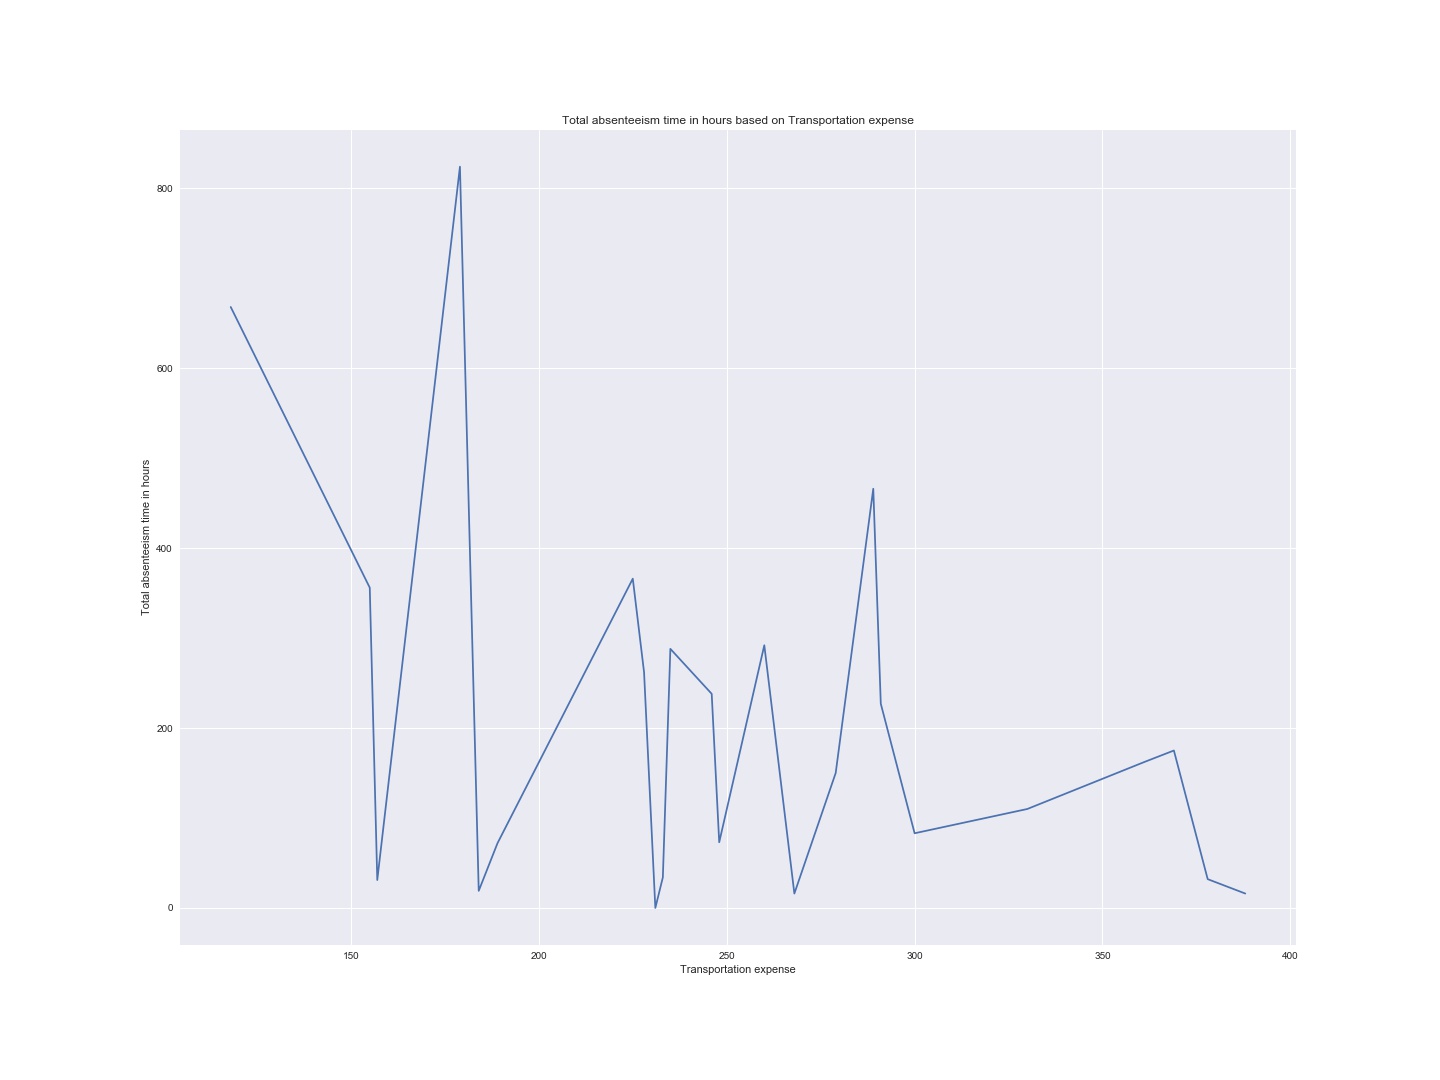 Total absenteeism time in hours based on Transportation expense
800
600
400
200
0
Total absenteeism time in hours
150 200 250 300 350 400
Transportation expense